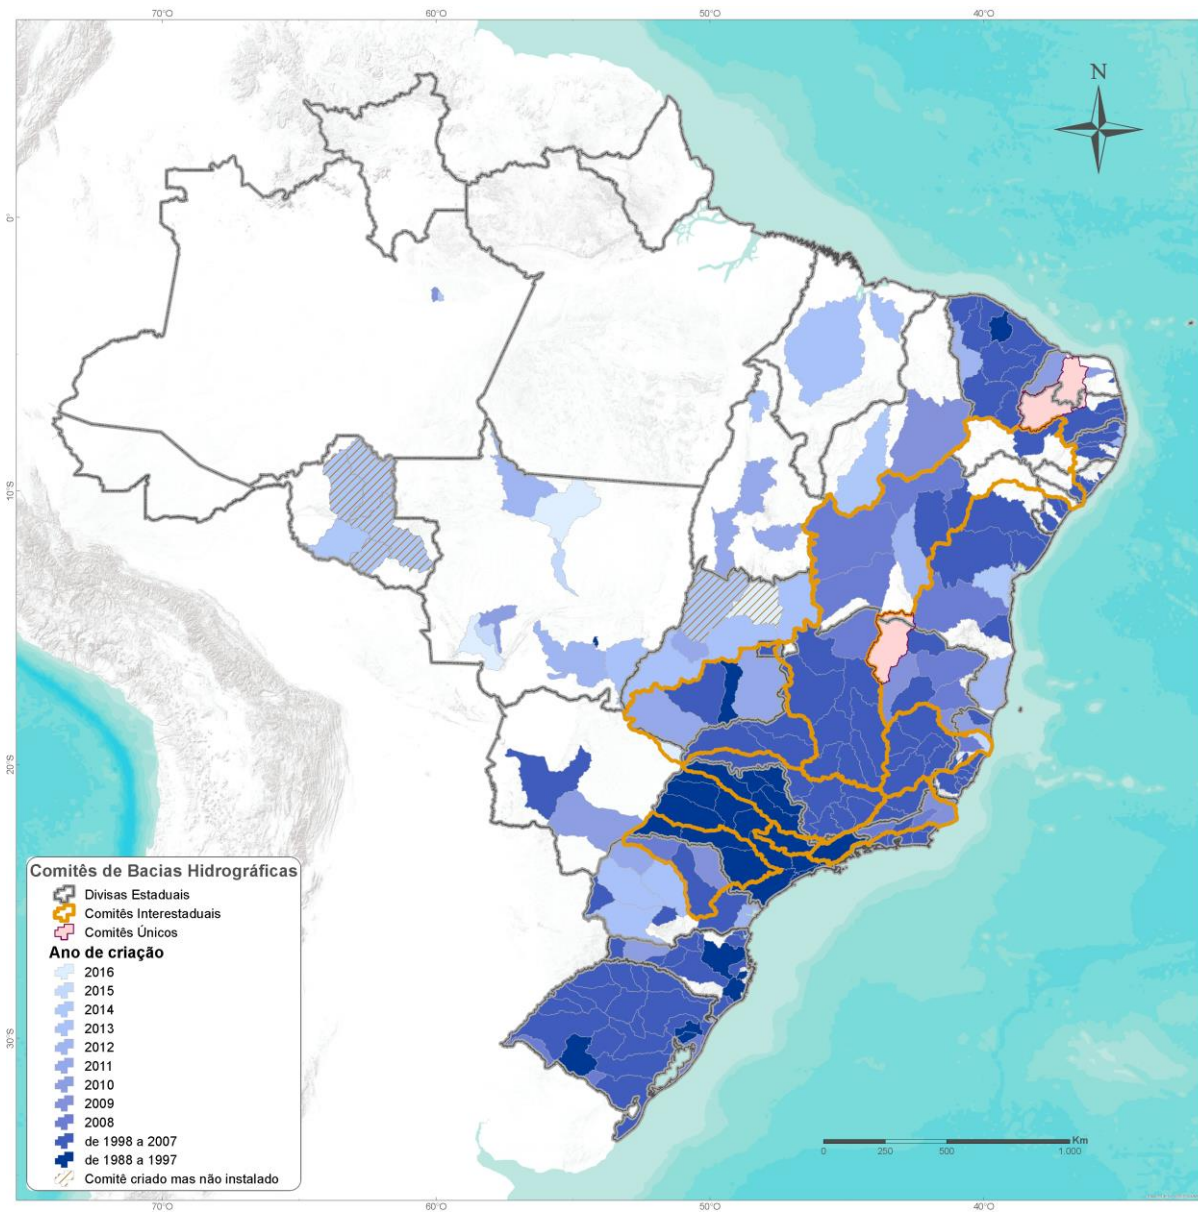 70°O 60°O 50°O 40°O
N
0°
10°S
20°S
30°S
Comitês de Bacias Hidrográficas
Divisas Estaduais
Comitês Interestaduais
Comitês Únicos
Ano de criação
2016
2015
2014
2013
2012
2011
2010
2009
2008
de 1998 a 2007
de 1988 a 1997
Comitê criado mas não instalado
Km
0 250 500 1.000
70°O 60°O 50°O 40°O